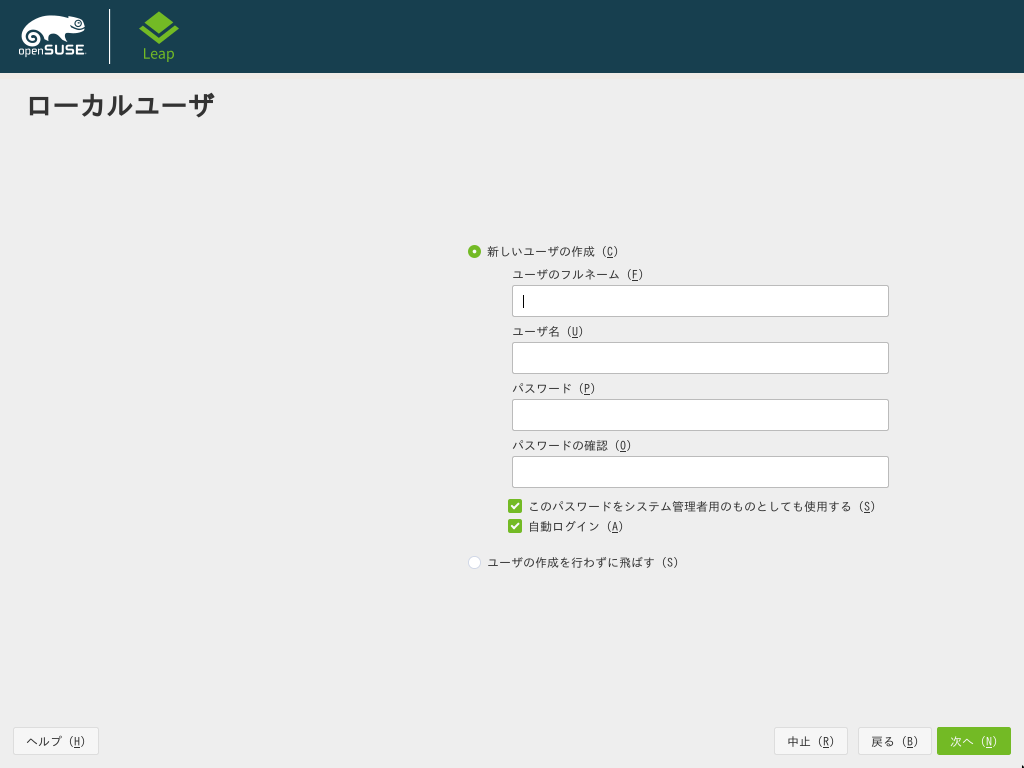 openSUSE.
Leap
ローカルユーザ
新しいユーザの作成 (C)
ユーザのフルネーム (F)
ユーザ名 (U)
パスワード (P)
パスワードの確認 (O)
このパスワードをシステム管理者用のものとしても使用する (S)
自動ログイン (A)
ユーザの作成を行わずに飛ばす (S)
ヘルプ (H)
中止 (R)
戻る (B)
次へ (N)